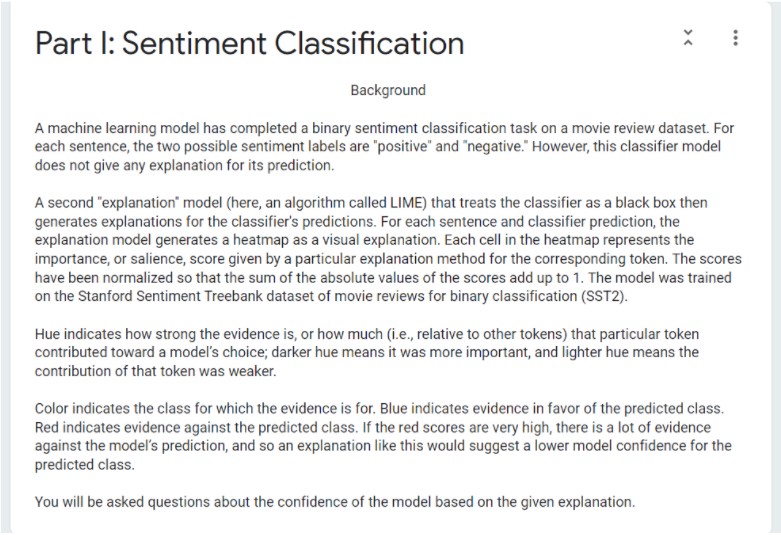 Part I: Sentiment Classification
Background
A machine learning model has completed a binary sentiment classification task on a movie review dataset. For
each sentence, the two possible sentiment labels are "positive" and "negative." However, this classifier model
does not give any explanation for its prediction.
A second "explanation" model (here, an algorithm called LIME) that treats the classifier as a black box then
generates explanations for the classifier's predictions. For each sentence and classifier prediction, the
explanation model generates a heatmap as a visual explanation. Each cell in the heatmap represents the
importance, or salience, score given by a particular explanation method for the corresponding token. The scores
have been normalized so that the sum of the absolute values of the scores add up to 1. The model was trained
on the Stanford Sentiment Treebank dataset of movie reviews for binary classification (SST2).
Hue indicates how strong the evidence is, or how much (i.e., relative to other tokens) that particular token
contributed toward a model's choice; darker hue means it was more important, and lighter hue means the
contribution of that token was weaker.
Color indicates the class for which the evidence is for. Blue indicates evidence in favor of the predicted class.
Red indicates evidence against the predicted class. If the red scores are very high, there is a lot of evidence
against the model's prediction, and so an explanation like this would suggest a lower model confidence for the
predicted class.
You will be asked questions about the confidence of the model based on the given explanation.